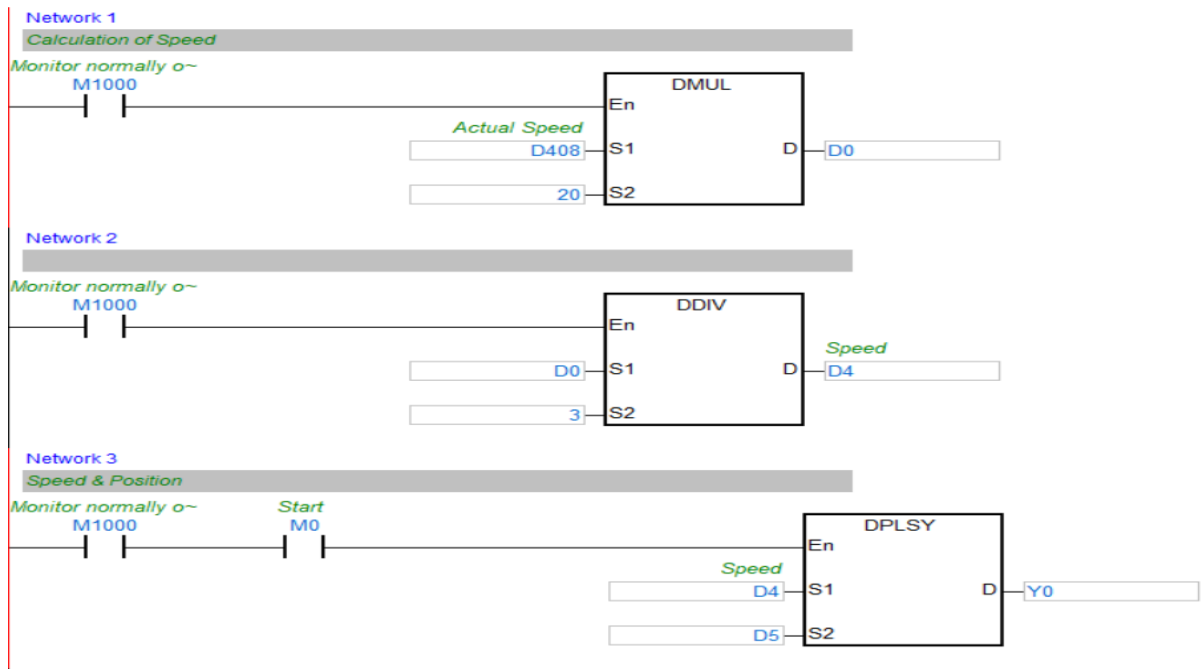 Network 1
Calculation of Speed
Monitor normally o~
M1000
DMUL
En
Actual Speed
D408 S1 D D0
20 S2
Network 2
Monitor normally o~
M1000
DDIV
En
Speed
D0 S1 D D4
3 S2
Network 3
Speed & Position
Monitor normally o~ Start
M1000 M0
DPLSY
En
Speed
D4 S1 D Y0
D5 S2